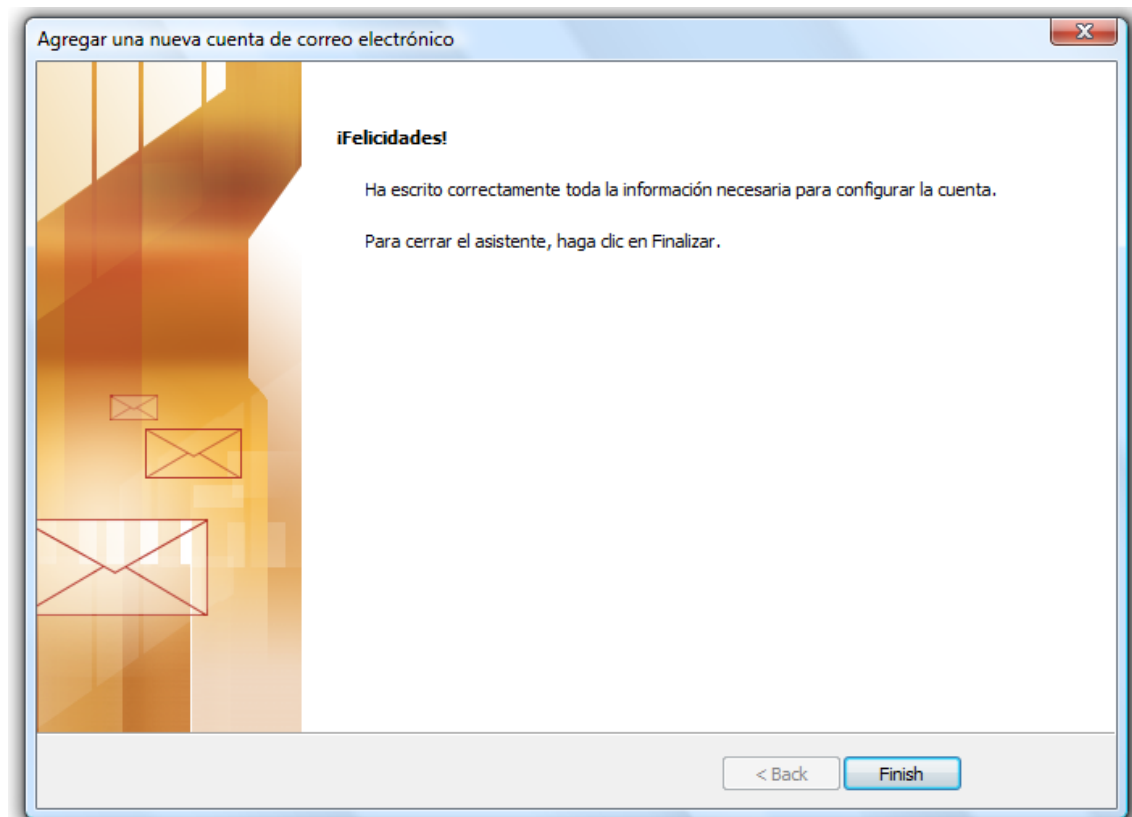 Agregar una nueva cuenta de correo electrónico
¡Felicidades!
Ha escrito correctamente toda la información necesaria para configurar la cuenta.
Para cerrar el asistente, haga clic en Finalizar.
< Back
Finish